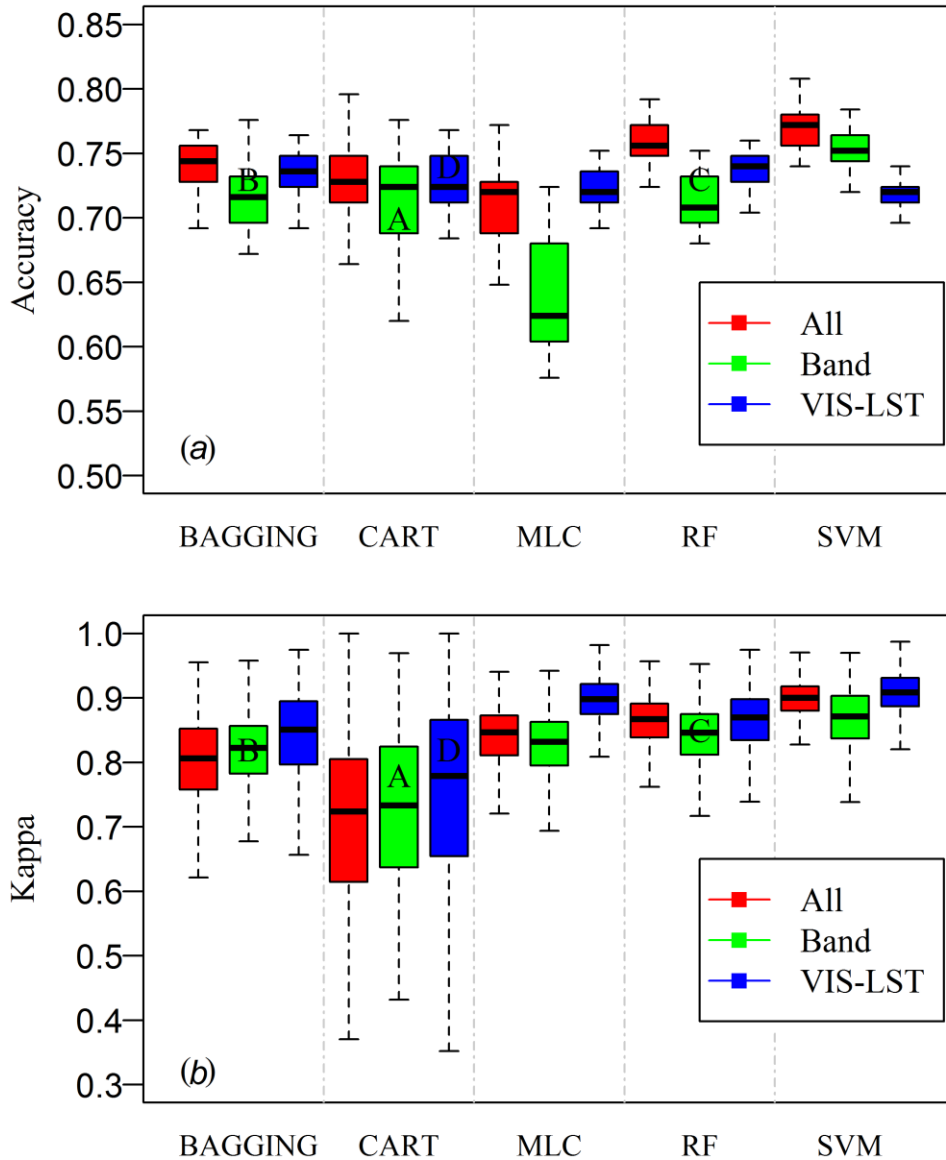 0.85
0.80
0.75
0.70
0.65
0.60
0.55
0.50
Accuracy
B
A
D
C
All
Band
VIS-LST
(a)
BAGGING CART MLC RF SVM
1.0
0.9
0.8
0.7
0.6
0.5
0.4
0.3
Kappa
B
A
D
C
All
Band
VIS-LST
(b)
BAGGING CART MLC RF SVM